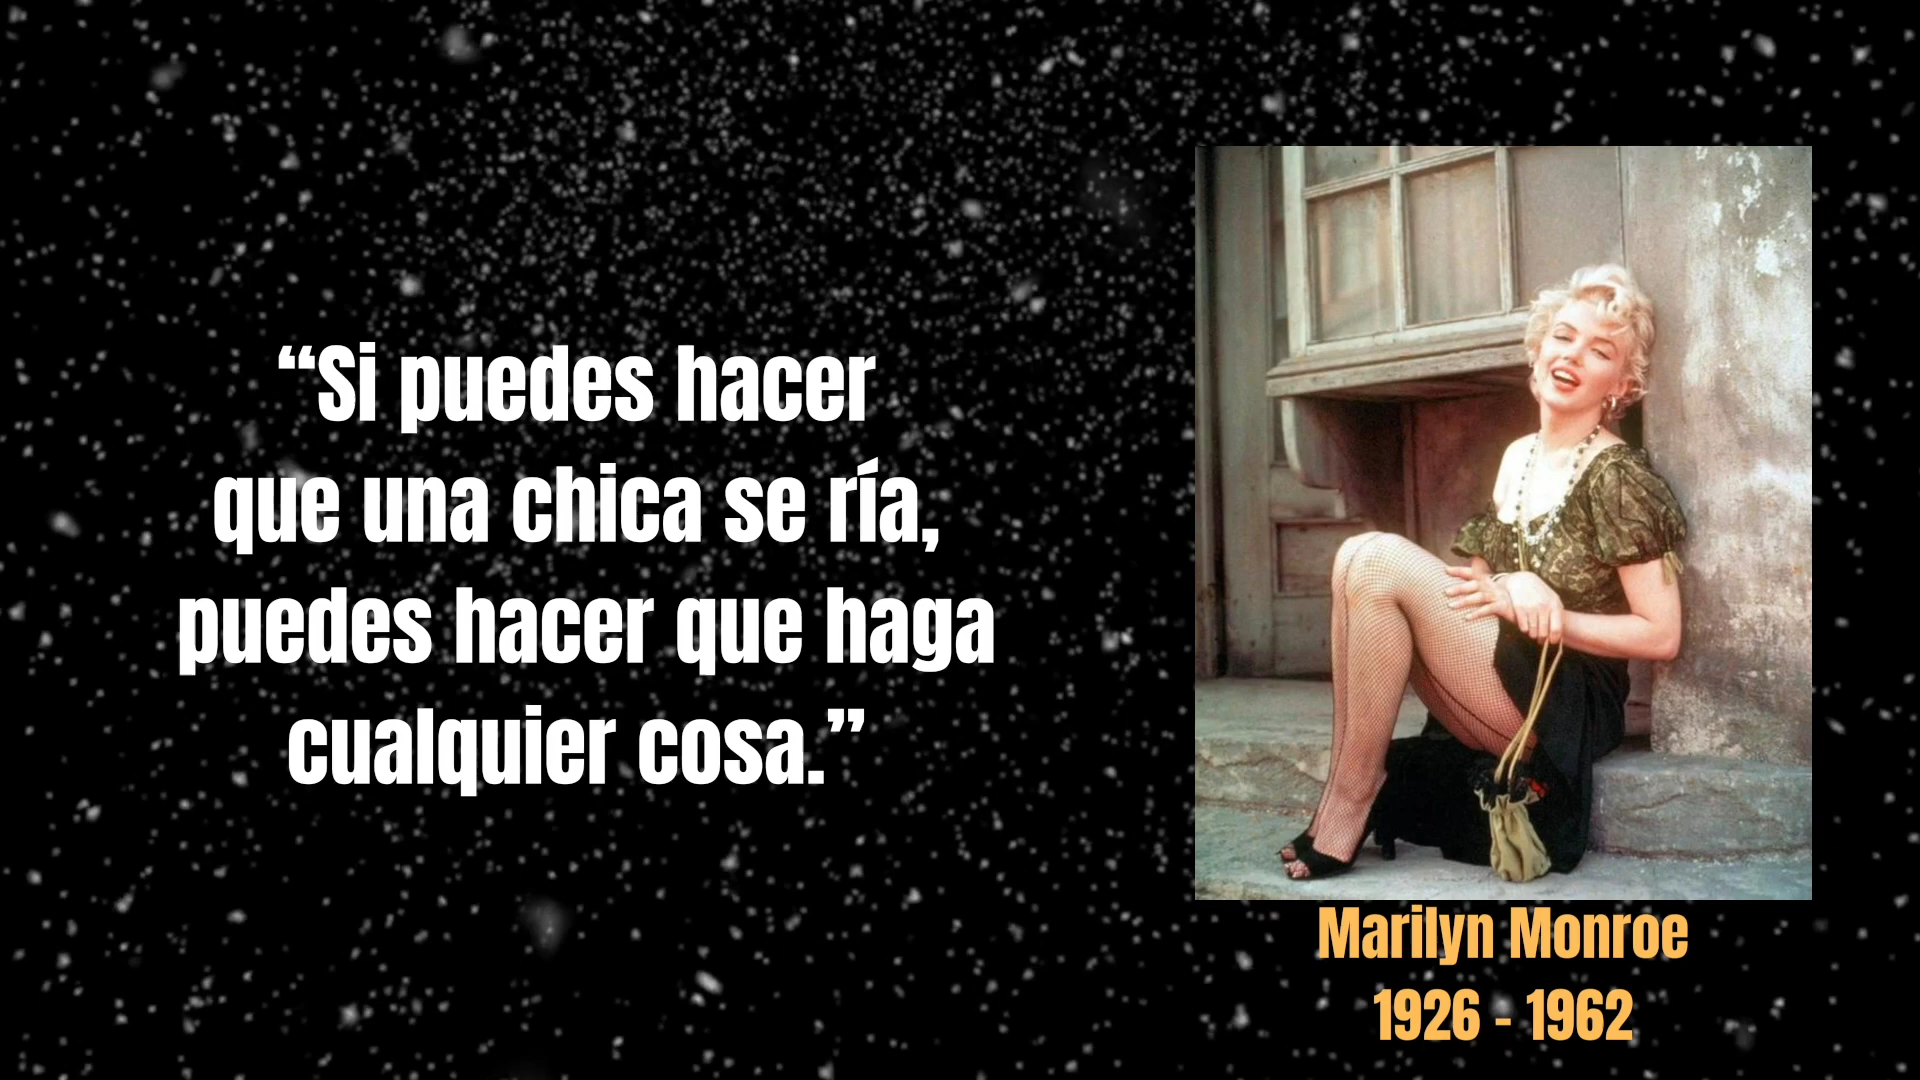 “Si puedes hacer
que una chica se ría,
puedes hacer que haga
cualquier cosa.”
Marilyn Monroe
1926 - 1962